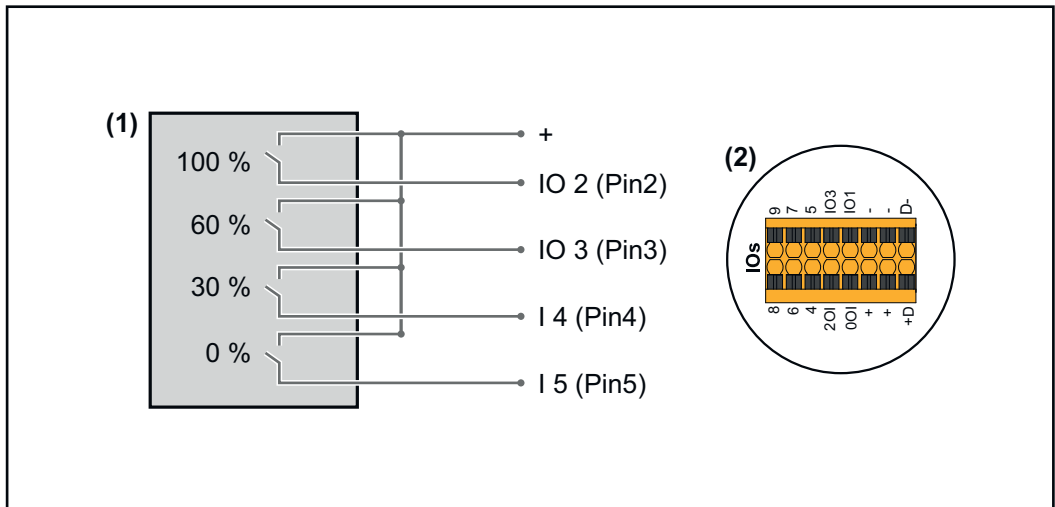 (1)
100 %
60 %
30 %
0 %
+
IO 2 (Pin2)
IO 3 (Pin3)
I 4 (Pin4)
I 5 (Pin5)
(2)
IOs
9 7 5 IO3 IO1 - - D-
8 6 4 2OI 0OI + + +D